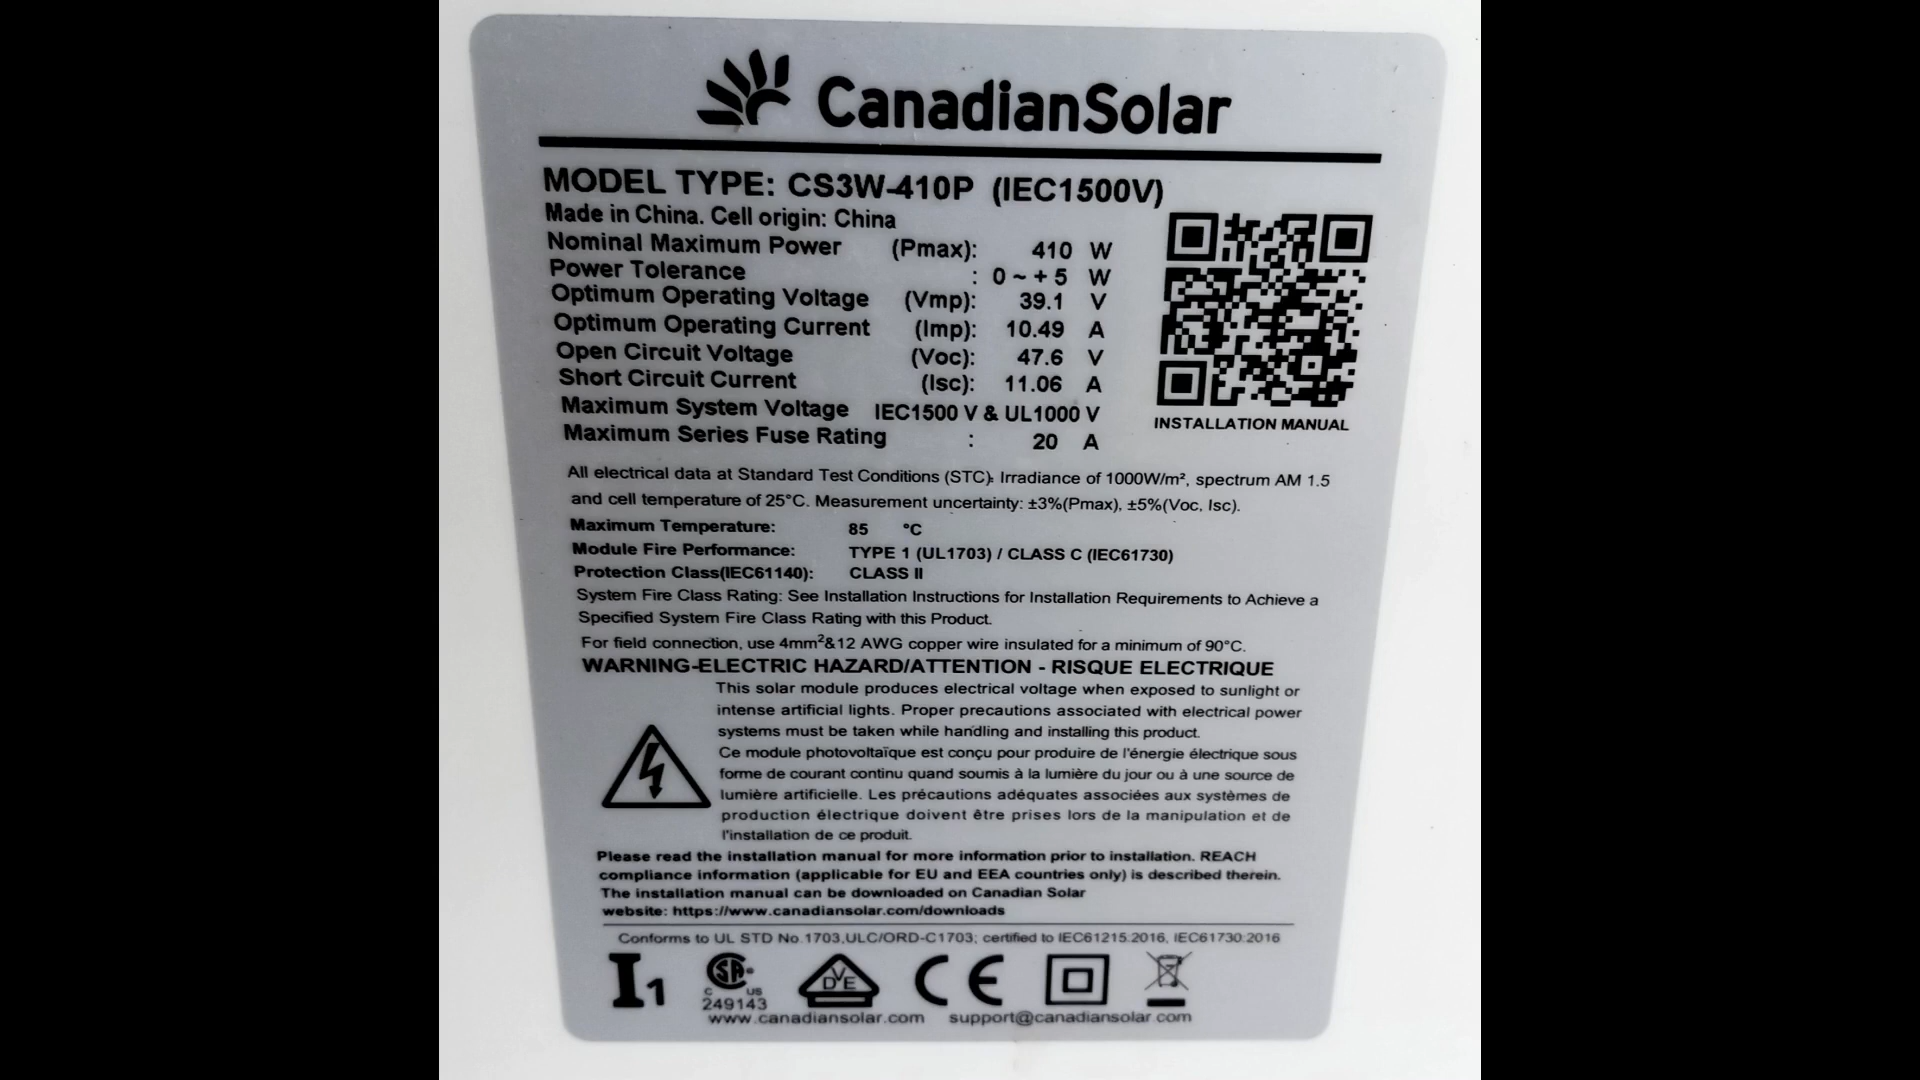 CanadianSolar
MODEL TYPE: CS3W-410P (IEC1500V)
Made in China. Cell origin: China
Nominal Maximum Power (Pmax): 410 W
Power Tolerance : 0 ~ + 5 W
Optimum Operating Voltage (Vmp): 39.1 V
Optimum Operating Current (Imp): 10.49 A
Open Circuit Voltage (Voc): 47.6 V
Short Circuit Current (Isc): 11.06 A
Maximum System Voltage IEC1500 V & UL1000 V
Maximum Series Fuse Rating : 20 A
INSTALLATION MANUAL
All electrical data at Standard Test Conditions (STC): Irradiance of 1000W/m², spectrum AM 1.5
and cell temperature of 25°C. Measurement uncertainty: ±3%(Pmax), ±5%(Voc, Isc).
Maximum Temperature: 85 °C
Module Fire Performance: TYPE 1 (UL1703) / CLASS C (IEC61730)
Protection Class(IEC61140): CLASS II
System Fire Class Rating: See Installation Instructions for Installation Requirements to Achieve a
Specified System Fire Class Rating with this Product.
For field connection, use 4mm²&12 AWG copper wire insulated for a minimum of 90°C.
WARNING-ELECTRIC HAZARD/ATTENTION - RISQUE ELECTRIQUE
This solar module produces electrical voltage when exposed to sunlight or
intense artificial lights. Proper precautions associated with electrical power
systems must be taken while handling and installing this product.
Ce module photovoltaïque est conçu pour produire de l'énergie électrique sous
forme de courant continu quand soumis à la lumière du jour ou à une source de
lumière artificielle. Les précautions adéquates associées aux systèmes de
production électrique doivent être prises lors de la manipulation et de
l'installation de ce produit.
Please read the installation manual for more information prior to installation. REACH
compliance information (applicable for EU and EEA countries only) is described therein.
The installation manual can be downloaded on Canadian Solar
website: https://www.canadiansolar.com/downloads
Conforms to UL STD No.1703,ULC/ORD-C1703; certified to IEC61215:2016, IEC61730:2016
I1 C SA US DVE CE
249143
www.canadiansolar.com support@canadiansolar.com